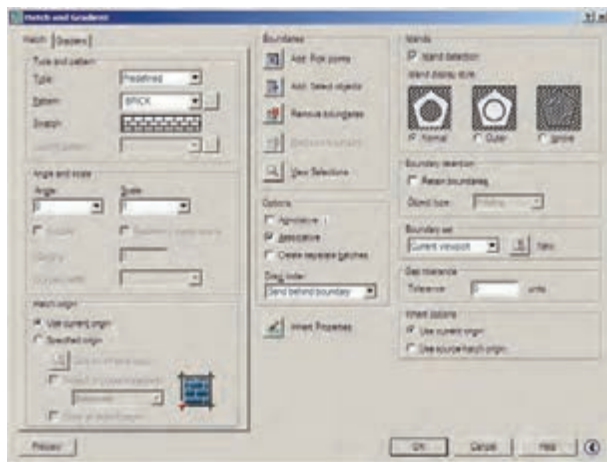 Hatch and Gradient
Hatch
Gradient
Type and pattern
Type:
Predefined
Pattern:
BRICK
Swatch:
Angle and scale
Angle:
Scale:
Hatch origin
Use current origin
Specified origin
Preview
Boundaries
Add: Pick points
Add: Select objects
Remove boundaries
View Selections
Options
Annotative
Associative
Create separate hatches
Draw order:
Send behind boundary
Inherit Properties
Islands
Island detection
Island display style:
Normal
Outer
Ignore
Boundary retention
Retain boundaries
Object type:
Boundary set
Current viewport
New
Gap tolerance
Tolerance:
units
Inherit options
Use current origin
Use source hatch origin
OK
Cancel
Help